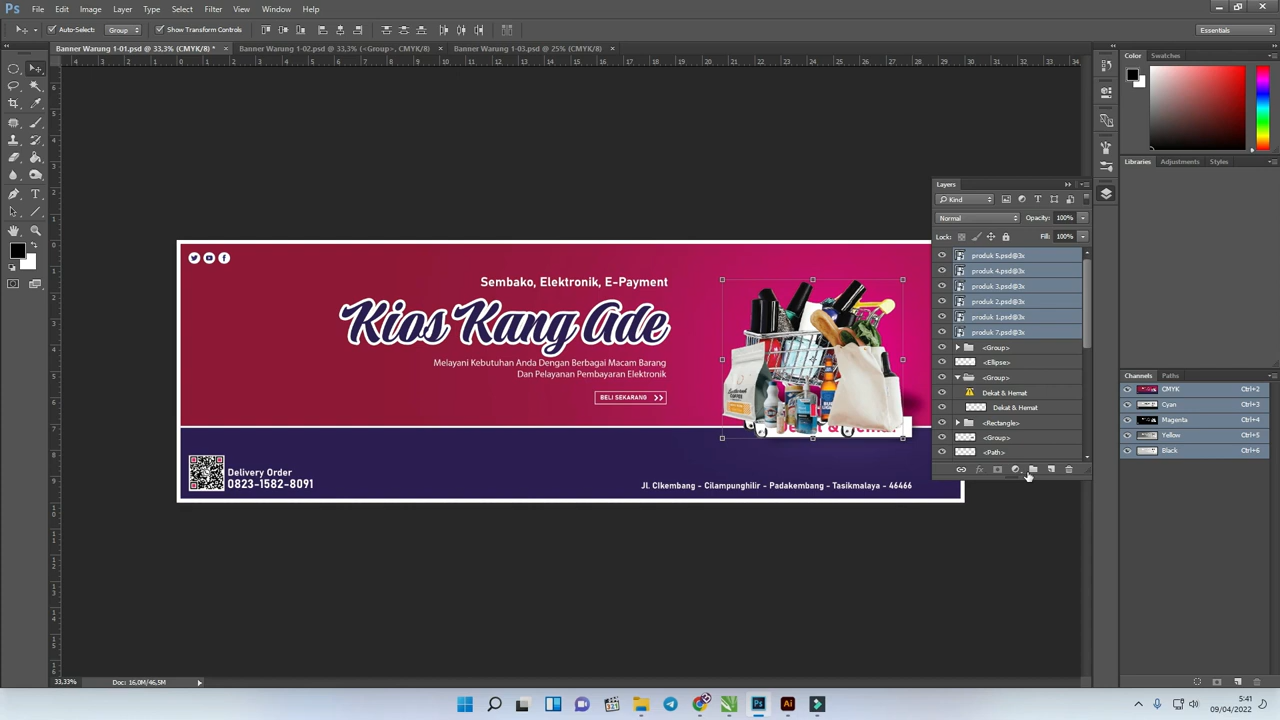 Ps File Edit Image Layer Type Select Filter View Window Help
Auto-Select: Group Show Transform Controls Essentials
Banner Warung 1-01.psd @ 33,3% (CMYK/8) * Banner Warung 1-02.psd @ 33,3% (<Group>, CMYK/8) Banner Warung 1-03.psd @ 25% (CMYK/8)
Color Swatches
Libraries Adjustments Styles
Layers
Kind
Normal Opacity: 100%
Lock: Fill: 100%
produk 5.psd@3x
produk 4.psd@3x
produk 3.psd@3x
produk 2.psd@3x
produk 1.psd@3x
produk 7.psd@3x
<Group>
<Ellipse>
<Group>
Dekat & Hemat
Dekat & Hemat
<Rectangle>
<Group>
<Path>
Channels Paths
CMYK Ctrl+2
Cyan Ctrl+3
Magenta Ctrl+4
Yellow Ctrl+5
Black Ctrl+6
Sembako, Elektronik, E-Payment
Kios Kang Ade
Melayani Kebutuhan Anda Dengan Berbagai Macam Barang
Dan Pelayanan Pembayaran Elektronik
BELI SEKARANG
Delivery Order
0823-1582-8091
Jl. CIkembang - Cilampunghilir - Padakembang - Tasikmalaya - 46466
33,33% Doc: 16,0M/46,5M
5:41
09/04/2022